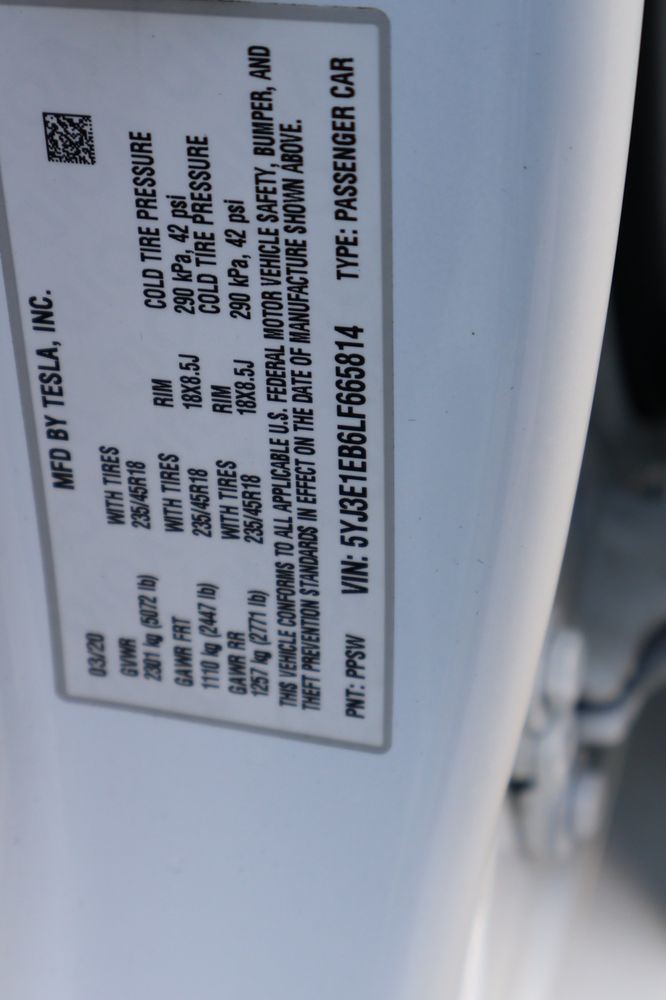 MFD BY TESLA, INC.
03/20
GVWR WITH TIRES RIM COLD TIRE PRESSURE
2301 kg (5072 lb) 235/45R18 18X8.5J 290 kPa, 42 psi
GAWR FRT WITH TIRES RIM COLD TIRE PRESSURE
1110 kg (2447 lb) 235/45R18 18X8.5J 290 kPa, 42 psi
GAWR RR WITH TIRES
1257 kg (2771 lb) 235/45R18
THIS VEHICLE CONFORMS TO ALL APPLICABLE U.S. FEDERAL MOTOR VEHICLE SAFETY, BUMPER, AND
THEFT PREVENTION STANDARDS IN EFFECT ON THE DATE OF MANUFACTURE SHOWN ABOVE.
PNT: PPSW VIN: 5YJ3E1EB6LF665814 TYPE: PASSENGER CAR